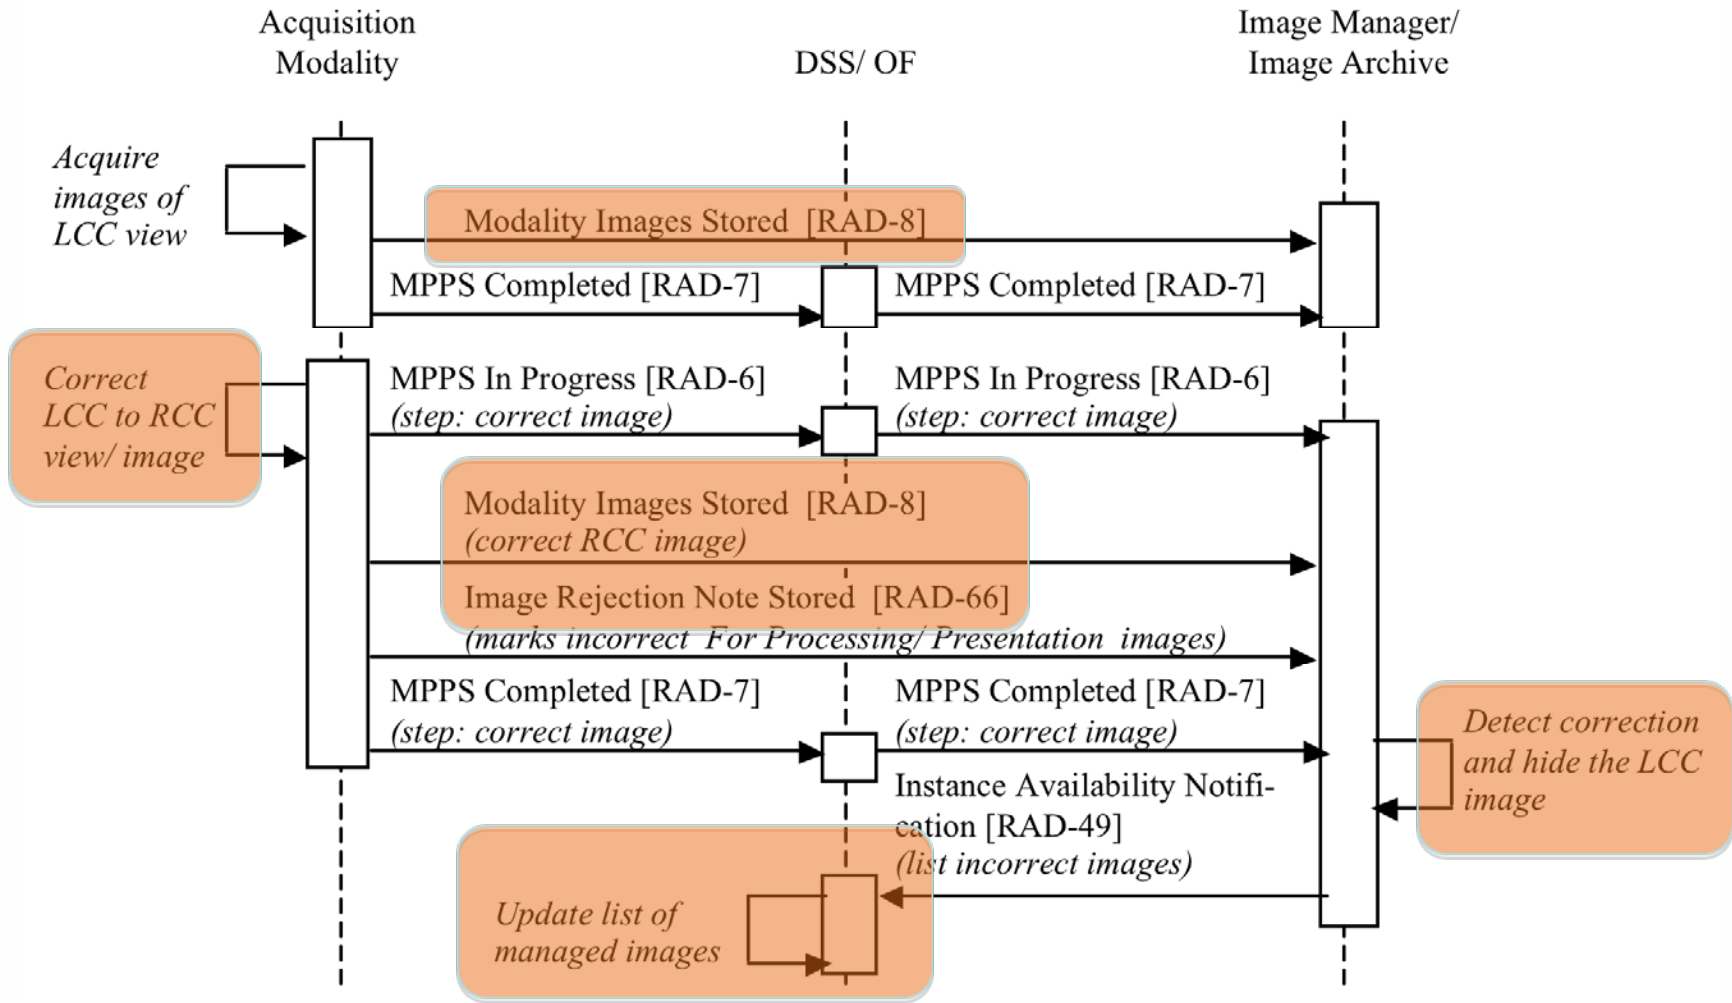 Acquisition
Modality
DSS/ OF
Image Manager/
Image Archive
Acquire
images of
LCC view
Modality Images Stored  [RAD-8]
MPPS Completed [RAD-7]
MPPS Completed [RAD-7]
Correct
LCC to RCC
view/ image
MPPS In Progress [RAD-6]
(step: correct image)
MPPS In Progress [RAD-6]
(step: correct image)
Modality Images Stored  [RAD-8]
(correct RCC image)
Image Rejection Note Stored  [RAD-66]
(marks incorrect  For Processing/ Presentation  images)
MPPS Completed [RAD-7]
(step: correct image)
MPPS Completed [RAD-7]
(step: correct image)
Detect correction
and hide the LCC
image
Instance Availability Notifi-
cation [RAD-49]
(list incorrect images)
Update list of
managed images